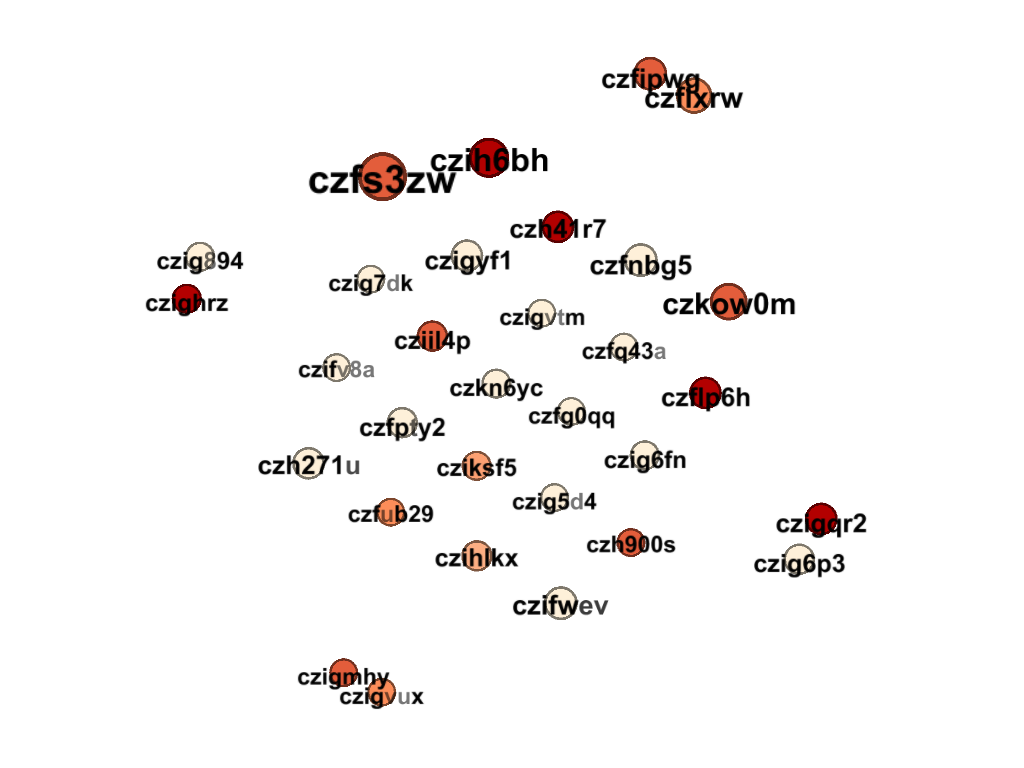 czfipwg
czflxrw
czih6bh
czfs3zw
czh41r7
czig894
czigyf1
czfnbg5
czig7dk
czighrz
czkow0m
czigvtm
cziil4p
czfq43a
czifv8a
czkn6yc
czflp6h
czfg0qq
czfpty2
czig6fn
czh271u
cziksf5
czig5d4
czfub29
czigqr2
czh900s
czihlkx
czig6p3
czifwev
czigmhy
czigvux